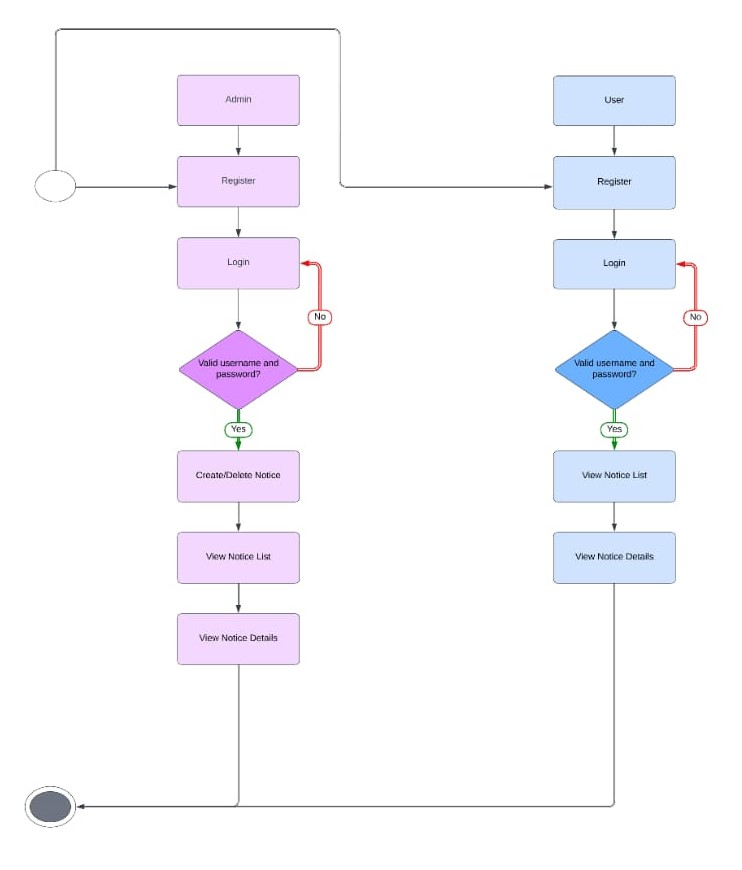 Admin
Register
Login
No
Valid username and
password?
Yes
Create/Delete Notice
View Notice List
View Notice Details
User
Register
Login
No
Valid username and
password?
Yes
View Notice List
View Notice Details